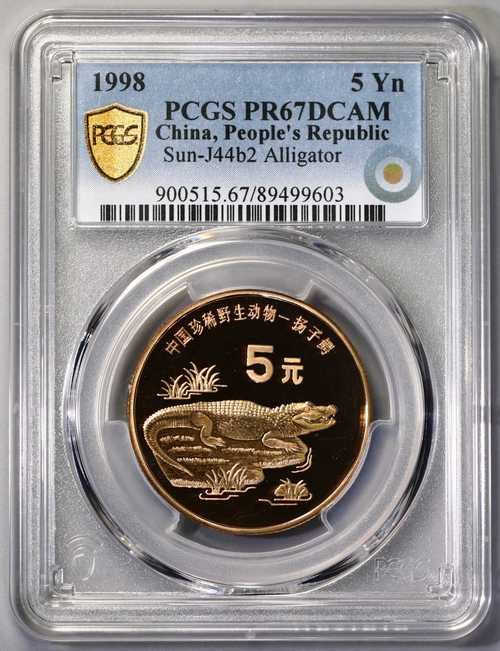 1998 5 Yn
PCGS PR67DCAM
China, People's Republic
Sun-J44b2 Alligator
900515.67/89499603
PCGS
中国珍稀野生动物一扬子鳄
5元
PCGS